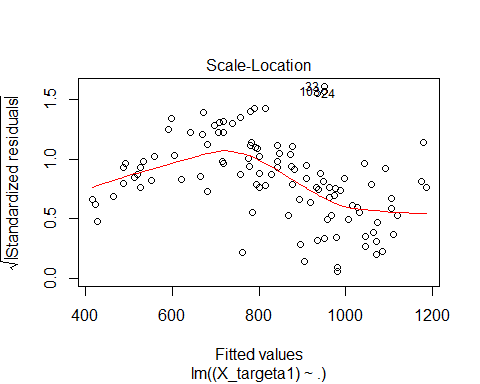 Scale-Location
√|Standardized residuals|
0.0 0.5 1.0 1.5
400 600 800 1000 1200
Fitted values
lm((X_targeta1) ~ .)